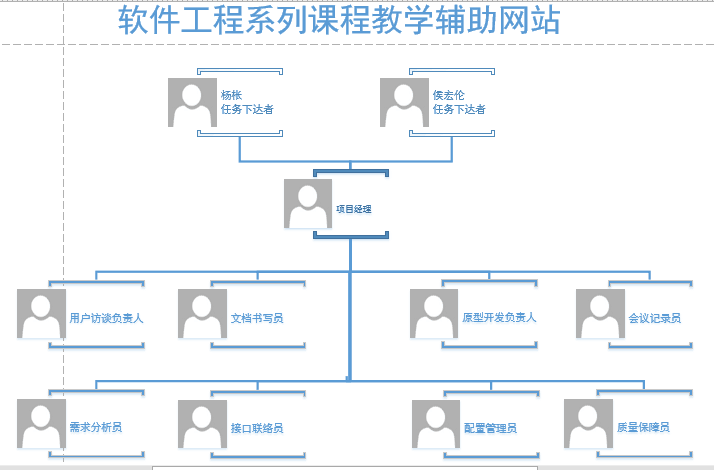 软件工程系列课程教学辅助网站
杨枨
任务下达者
侯宏伦
任务下达者
项目经理
用户访谈负责人
文档书写员
原型开发负责人
会议记录员
需求分析员
接口联络员
配置管理员
质量保障员